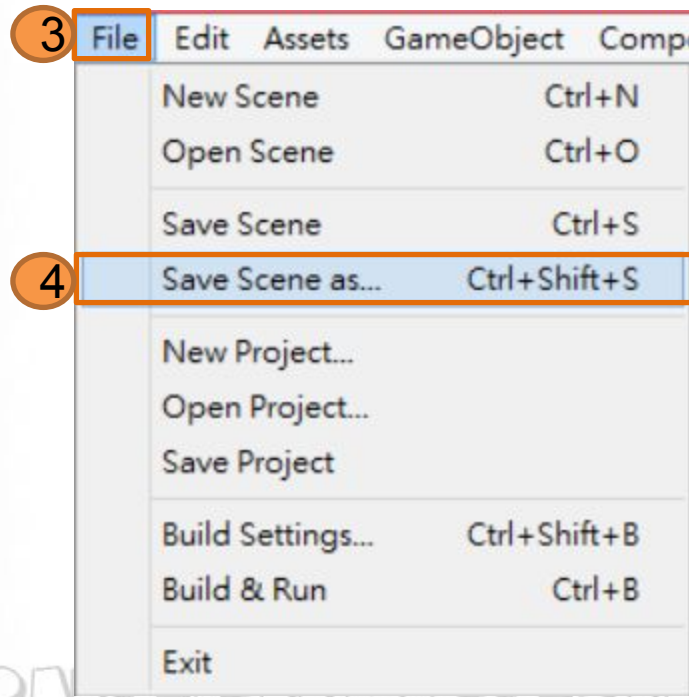 3 File Edit Assets GameObject
New Scene Ctrl+N
Open Scene Ctrl+O
Save Scene Ctrl+S
4 Save Scene as... Ctrl+Shift+S
New Project...
Open Project...
Save Project
Build Settings... Ctrl+Shift+B
Build & Run Ctrl+B
Exit